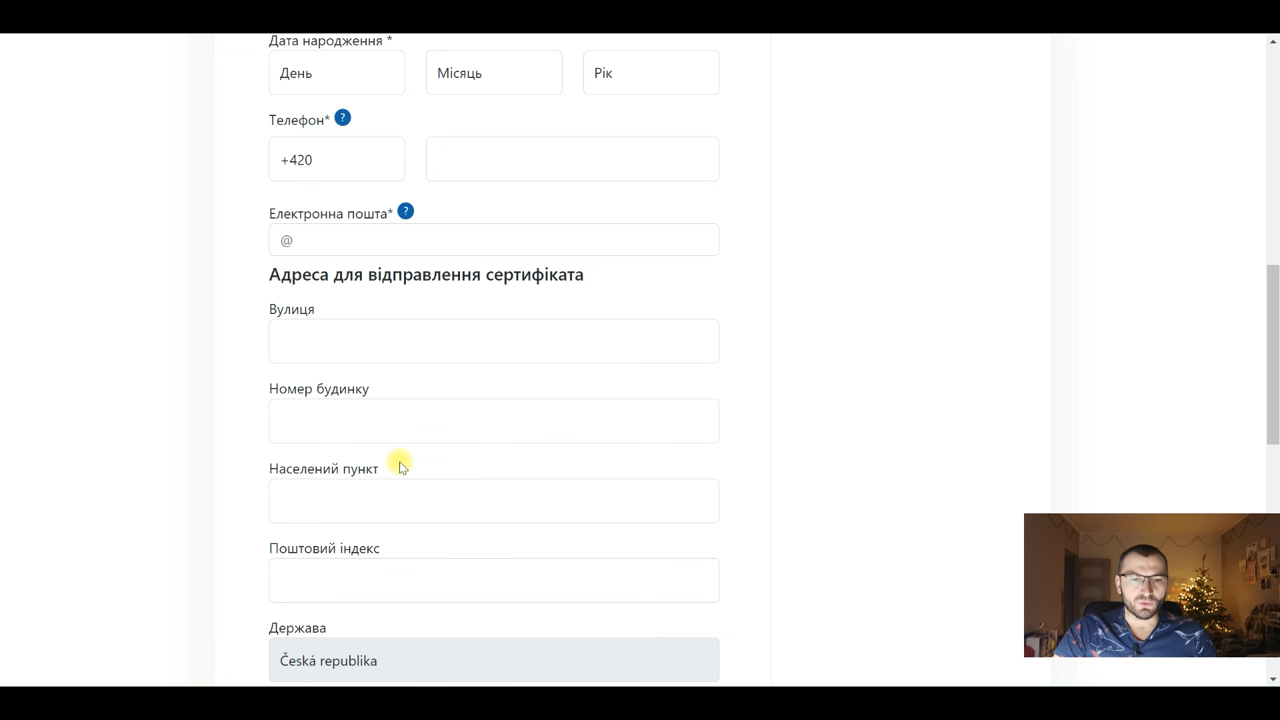 Дата народження *
День Місяць Рік
Телефон* ?
+420
Електронна пошта* ?
@
Адреса для відправлення сертифіката
Вулиця
Номер будинку
Населений пункт
Поштовий індекс
Держава
Česká republika